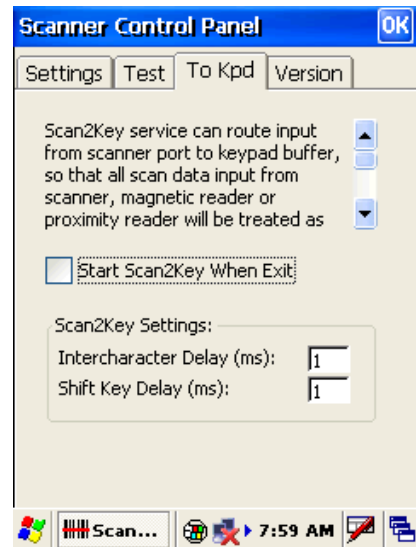 Scanner Control Panel OK
Settings Test To Kpd Version
Scan2Key service can route input
from scanner port to keypad buffer,
so that all scan data input from
scanner, magnetic reader or
proximity reader will be treated as
Start Scan2Key When Exit
Scan2Key Settings:
Intercharacter Delay (ms): 1
Shift Key Delay (ms): 1
Scan... 7:59 AM